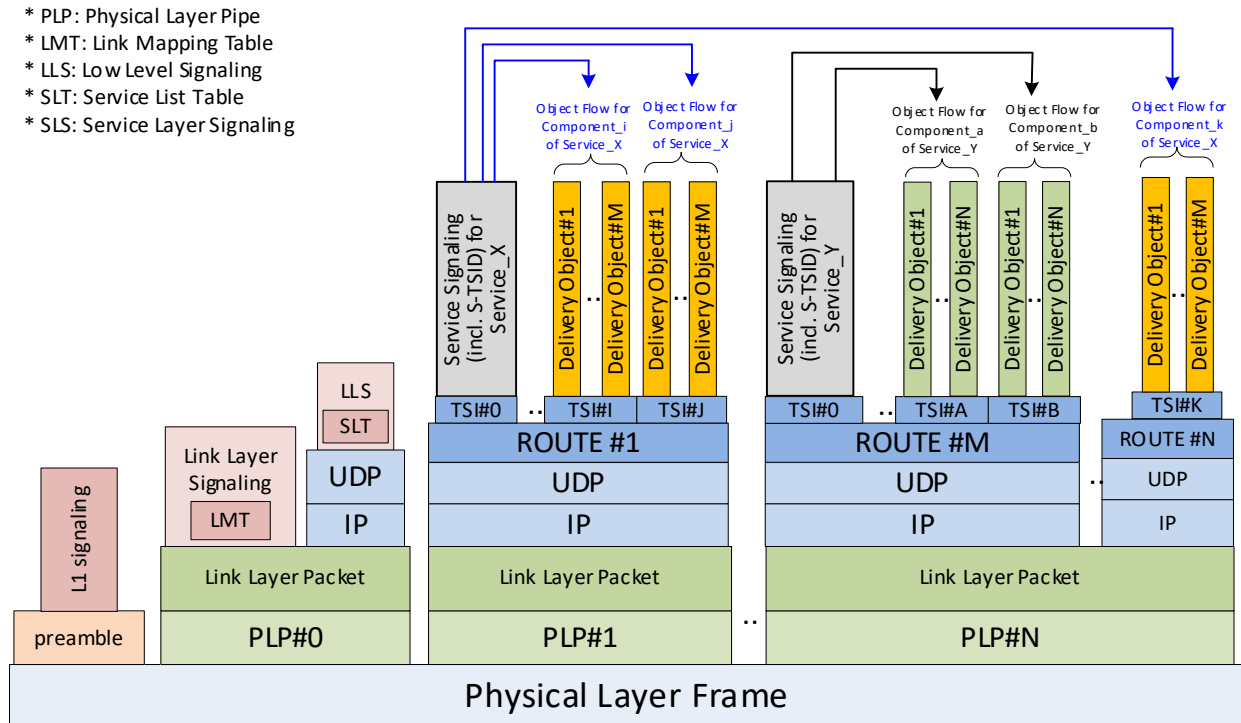 * PLP: Physical Layer Pipe
* LMT: Link Mapping Table
* LLS: Low Level Signaling
* SLT: Service List Table
* SLS: Service Layer Signaling
Object Flow for
Component_i
of Service_X
Object Flow for
Component_j
of Service_X
Object Flow for
Component_a
of Service_Y
Object Flow for
Component_b
of Service_Y
Object Flow for
Component_k
of Service_X
Service Signaling
(incl. S-TSID) for
Service_X
Delivery Object#1
..
Delivery Object#M
Delivery Object#1
..
Delivery Object#M
Service Signaling
(incl. S-TSID) for
Service_Y
Delivery Object#1
..
Delivery Object#N
Delivery Object#1
..
Delivery Object#N
Delivery Object#1
..
Delivery Object#M
TSI#0
..
TSI#I
TSI#J
TSI#0
..
TSI#A
TSI#B
TSI#K
LLS
SLT
ROUTE #1
ROUTE #M
ROUTE #N
Link Layer
Signaling
LMT
UDP
UDP
UDP
..
UDP
IP
IP
IP
IP
L1 signaling
Link Layer Packet
Link Layer Packet
Link Layer Packet
preamble
PLP#0
PLP#1
..
PLP#N
Physical Layer Frame